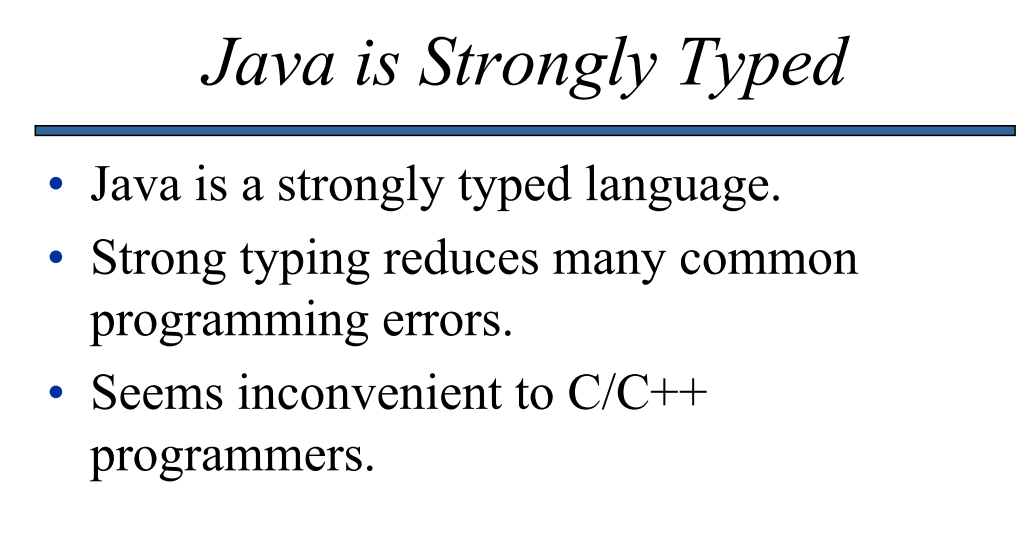 Java is Strongly Typed
• Java is a strongly typed language.
• Strong typing reduces many common
programming errors.
• Seems inconvenient to C/C++
programmers.